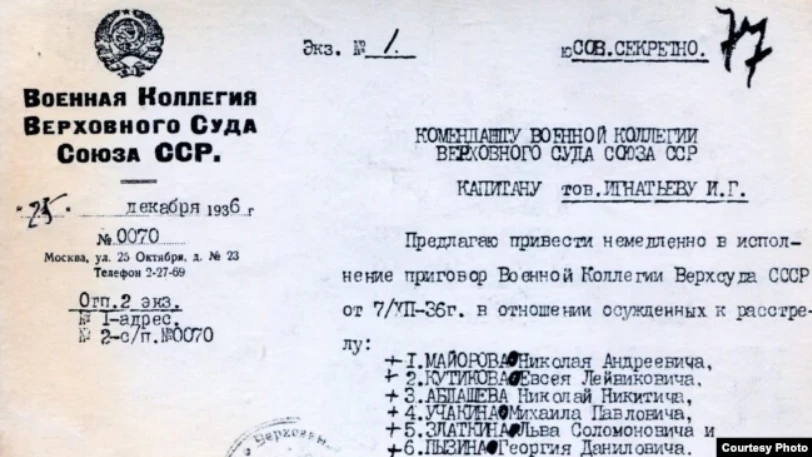 Экз. № 1.
сов.секретно.
77
Военная Коллегия
Верховного Суда
Союза ССР.
25. декабря 1936 г
№ 0070
Москва, ул. 25 Октября, д. № 23
Телефон 2-27-69
Отп.2 экз.
№ 1-адрес.
№ 2-с/п.№0070
КОМЕНДАНТУ ВОЕННОЙ КОЛЛЕГИИ
ВЕРХОВНОГО СУДА СОЮЗА ССР
КАПИТАНУ тов.ИГНАТЬЕВУ И.Г.
Предлагаю привести немедленно в испол-
нение приговор Военной Коллегии Верхсуда СССР
от 7/XII-36г. в отношении осужденных к расстре-
лу:
+1.МАЙОРОВА Николая Андреевича,
+2.КУТИКОВА Евсея Лейвиковича,
+3.АБДАШЕВА Николай Никитича,
+4.УЧАКИНА Михаила Павловича,
+5.ЗЛАТКИНА Льва Соломоновича и
+6.ПЫЗИНА Георгия Даниловича.
Верховн
Courtesy Photo